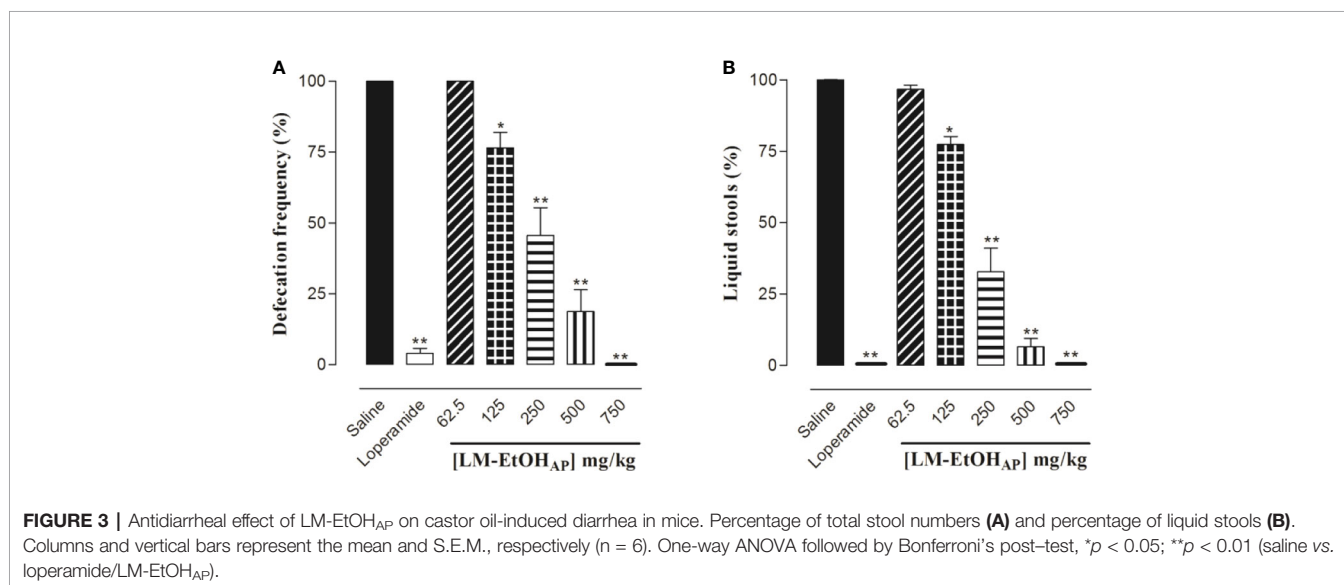 A
Defecation frequency (%)
100
75
50
25
0
*
**
**
**
**
Saline
Loperamide
62.5
125
250
500
750
[LM-EtOHAP] mg/kg
B
Liquid stools (%)
100
75
50
25
0
*
**
**
**
**
Saline
Loperamide
62.5
125
250
500
750
[LM-EtOHAP] mg/kg
FIGURE 3 | Antidiarrheal effect of LM-EtOHAP on castor oil-induced diarrhea in mice. Percentage of total stool numbers (A) and percentage of liquid stools (B).
Columns and vertical bars represent the mean and S.E.M., respectively (n = 6). One-way ANOVA followed by Bonferroni's post–test, *p < 0.05; **p < 0.01 (saline vs.
loperamide/LM-EtOHAP).